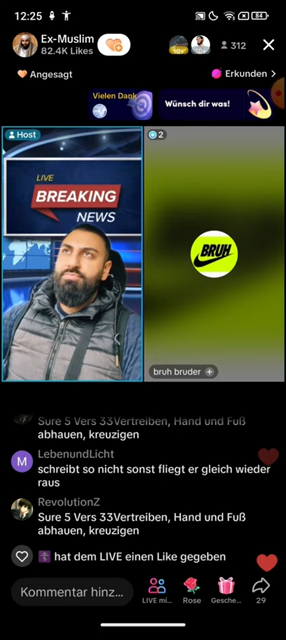 12:25
84
Ex-Muslim
82.4K Likes
312
Angesagt
Erkunden >
Vielen Dank
Wünsch dir was!
Host
2
LIVE
BREAKING
NEWS
BRUH
bruh bruder +
Sure 5 Vers 33Vertreiben, Hand und Fuß
abhauen, kreuzigen
M
LebenundLicht
schreibt so nicht sonst fliegt er gleich wieder
raus
RevolutionZ
Sure 5 Vers 33Vertreiben, Hand und Fuß
abhauen, kreuzigen
hat dem LIVE einen Like gegeben
Kommentar hinz...
LIVE mi...
Rose
Gesche...
29